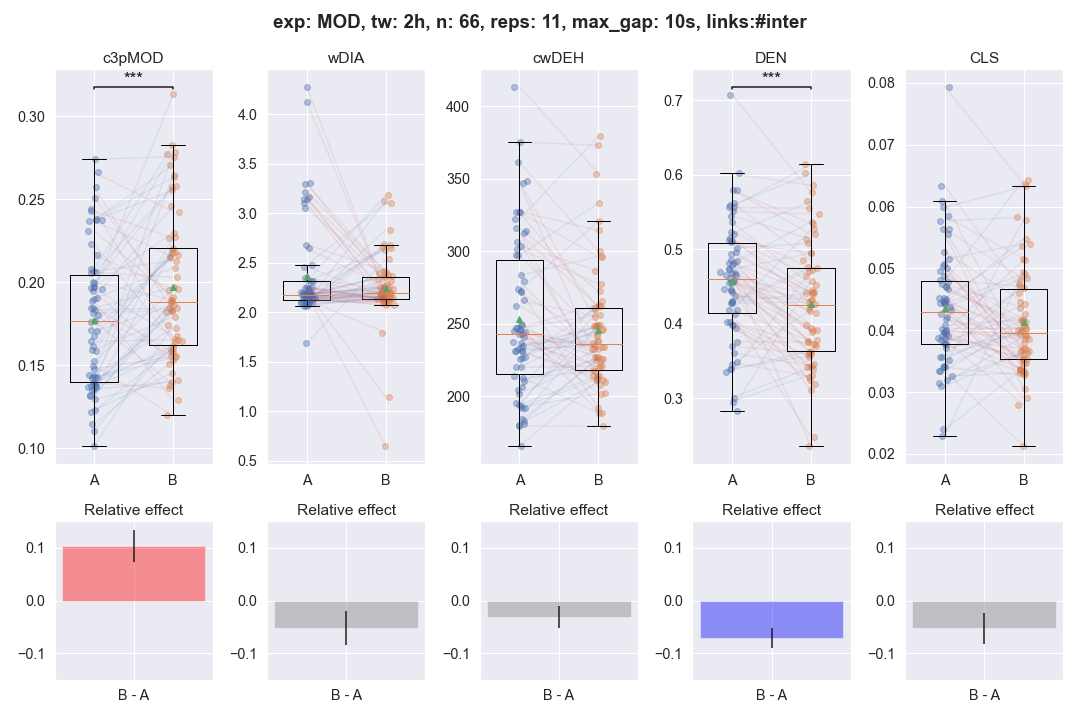 exp: MOD, tw: 2h, n: 66, reps: 11, max_gap: 10s, links:#inter
c3pMOD
wDIA
cwDEH
DEN
CLS
***
***
0.30
0.25
0.20
0.15
0.10
A B
4.0
4.5
3.0
2.5
2.0
1.5
1.0
0.5
A B
400
350
300
250
200
A B
0.7
0.6
0.5
0.4
0.3
A B
0.08
0.07
0.06
0.05
0.04
0.03
0.02
A B
Relative effect
Relative effect
Relative effect
Relative effect
Relative effect
0.1
0.0
−0.1
B - A
0.1
0.0
−0.1
B - A
0.1
0.0
−0.1
B - A
0.1
0.0
−0.1
B - A
0.1
0.0
−0.1
B - A